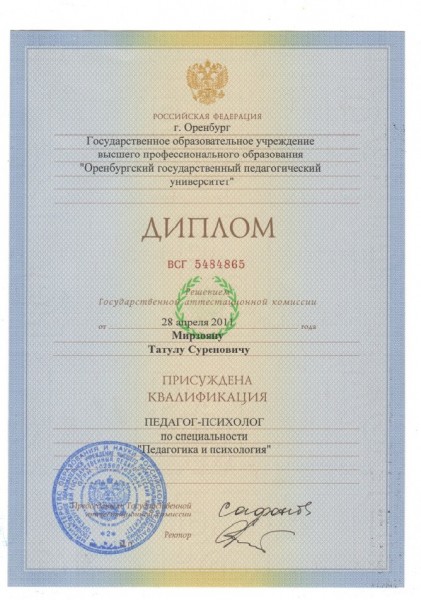 РОССИЙСКАЯ ФЕДЕРАЦИЯ
г. Оренбург
Государственное образовательное учреждение
высшего профессионального образования
"Оренбургский государственный педагогический
университет"
ДИПЛОМ
ВСГ 5484865
Решением
Государственной аттестационной комиссии
от 28 апреля 2011 года
Мирзояну
Татулу Суреновичу
ПРИСУЖДЕНА
КВАЛИФИКАЦИЯ
ПЕДАГОГ-ПСИХОЛОГ
по специальности
"Педагогика и психология"
Председатель Государственной
аттестационной комиссии
Ректор